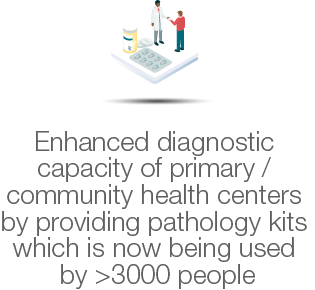 Enhanced diagnostic
capacity of primary /
community health centers
by providing pathology kits
which is now being used
by >3000 people